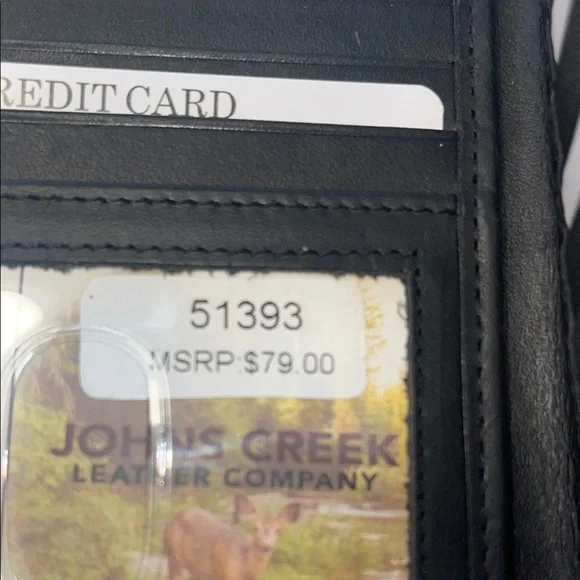 REDIT CARD
51393
MSRP:$79.00
JOHNS CREEK
LEATHER COMPANY